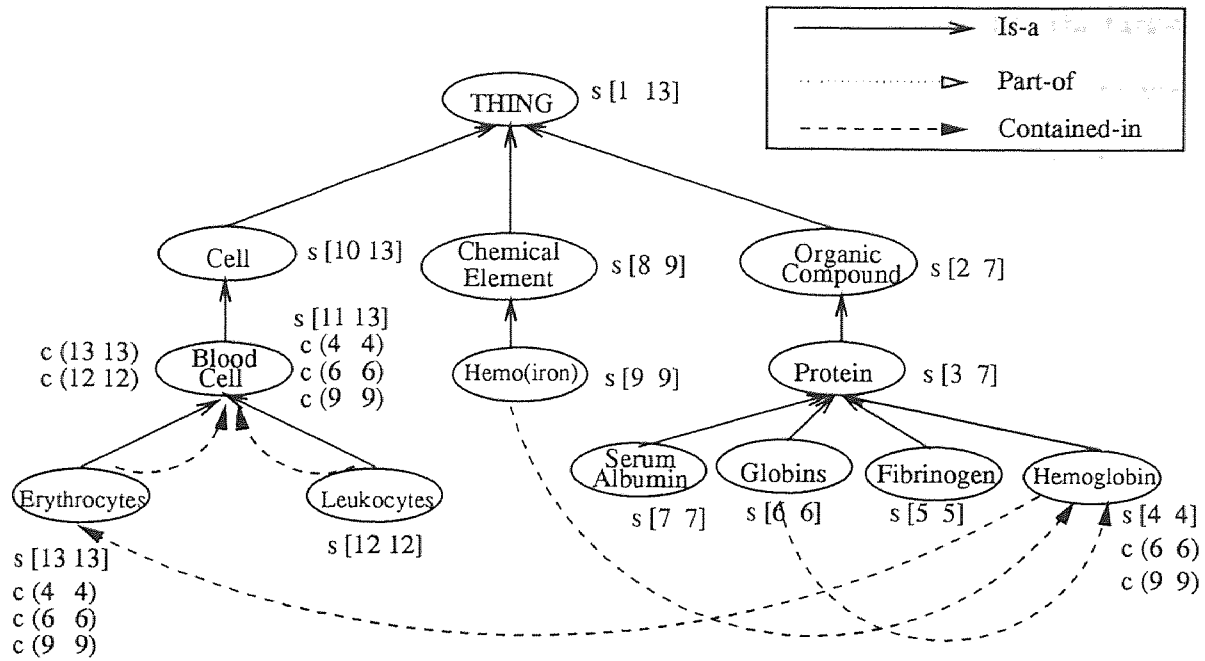 Is-a
Part-of
Contained-in
THING
s [1 13]
Cell
s [10 13]
Chemical
Element
s [8 9]
Organic
Compound
s [2 7]
c (13 13)
c (12 12)
Blood
Cell
s [11 13]
c (4 4)
c (6 6)
c (9 9)
Hemo(iron)
s [9 9]
Protein
s [3 7]
Erythrocytes
s [13 13]
c (4 4)
c (6 6)
c (9 9)
Leukocytes
s [12 12]
Serum
Albumin
s [7 7]
Globins
s [6 6]
Fibrinogen
s [5 5]
Hemoglobin
s [4 4]
c (6 6)
c (9 9)